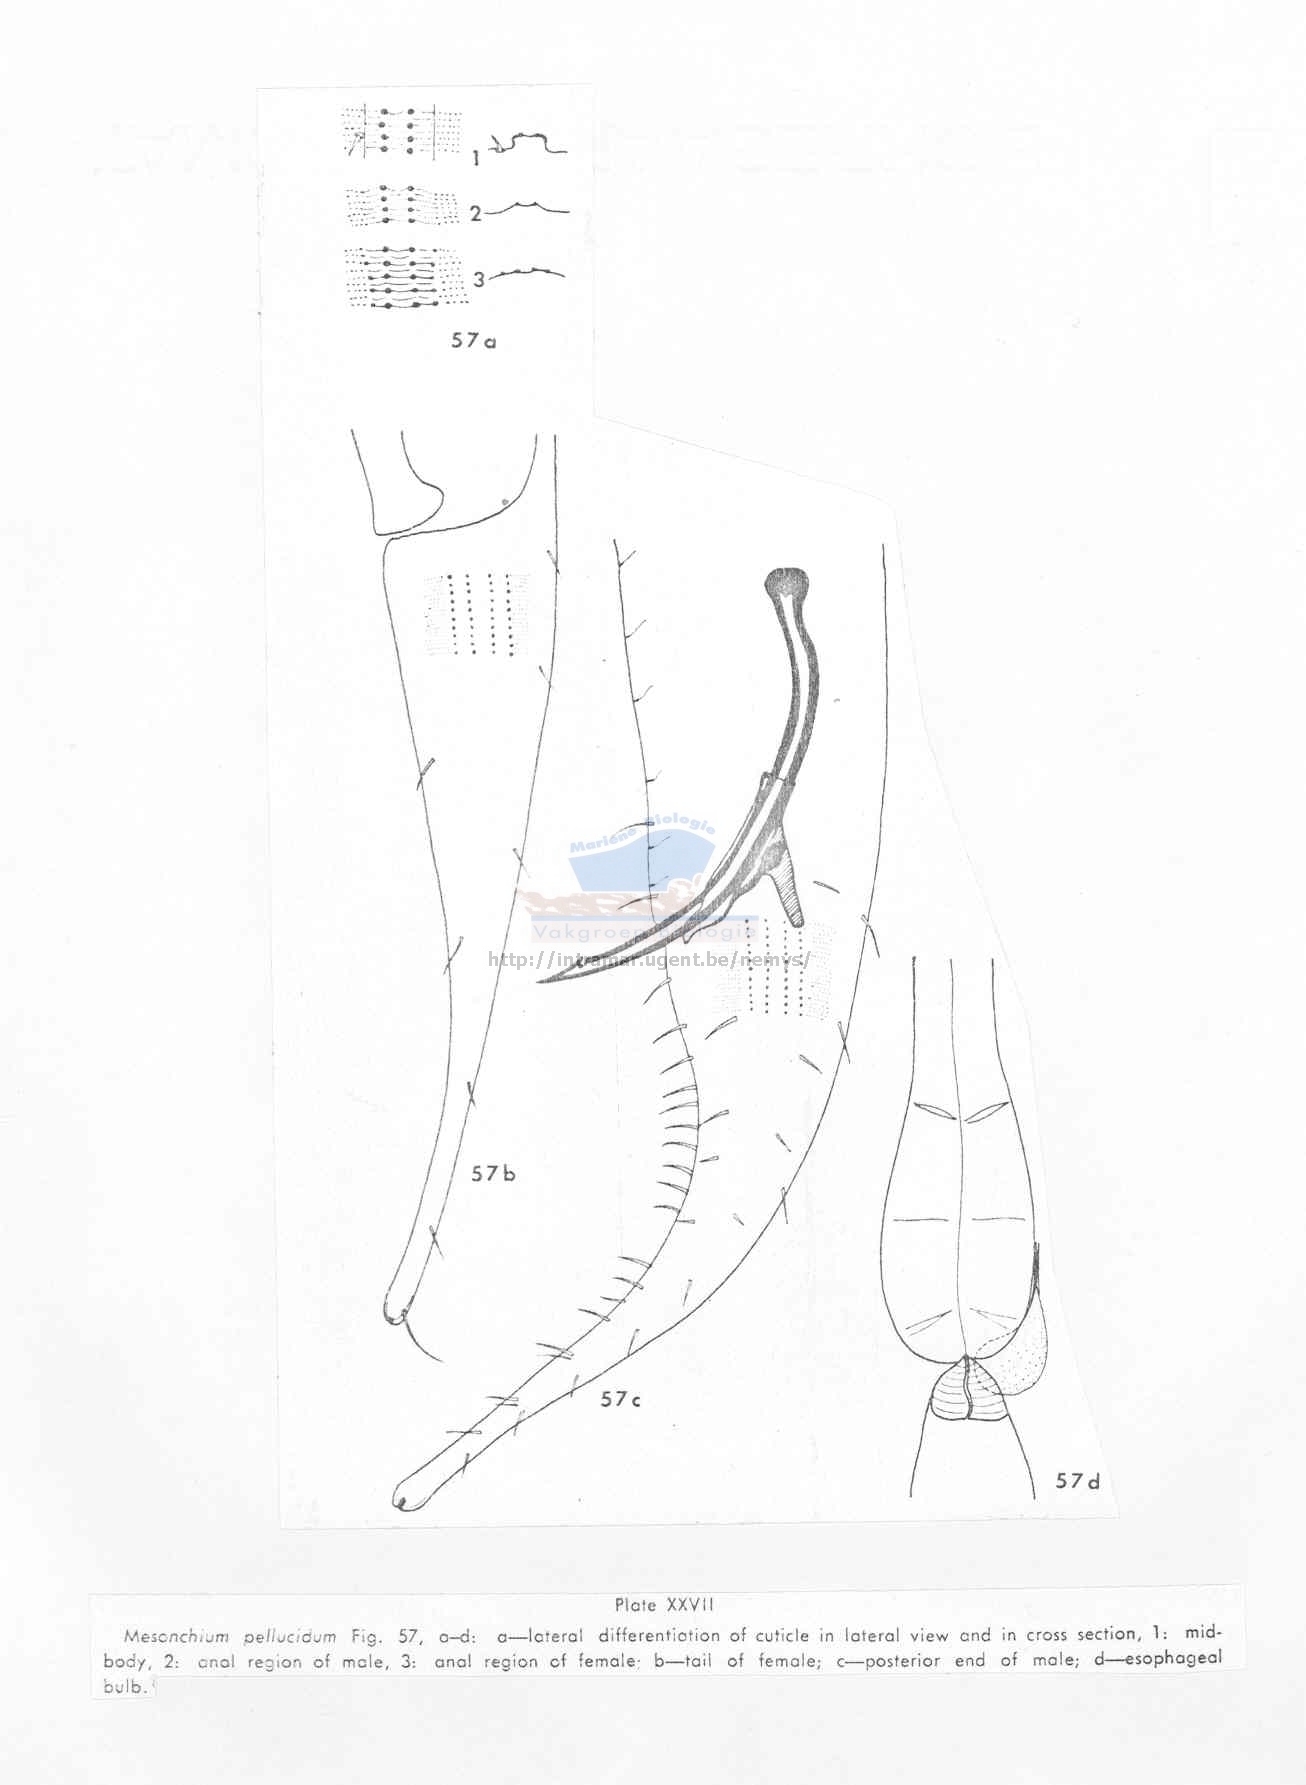 1
2
3
57a
Mariene Biologie
Vakgroep Biologie
http://intramar.ugent.be/nemys/
57b
57c
57d
Plate XXVII
Mesonchium pellucidum Fig. 57, a–d: a—lateral differentiation of cuticle in lateral view and in cross section, 1: mid-
body, 2: anal region of male, 3: anal region of female; b—tail of female; c—posterior end of male; d—esophageal
bulb.